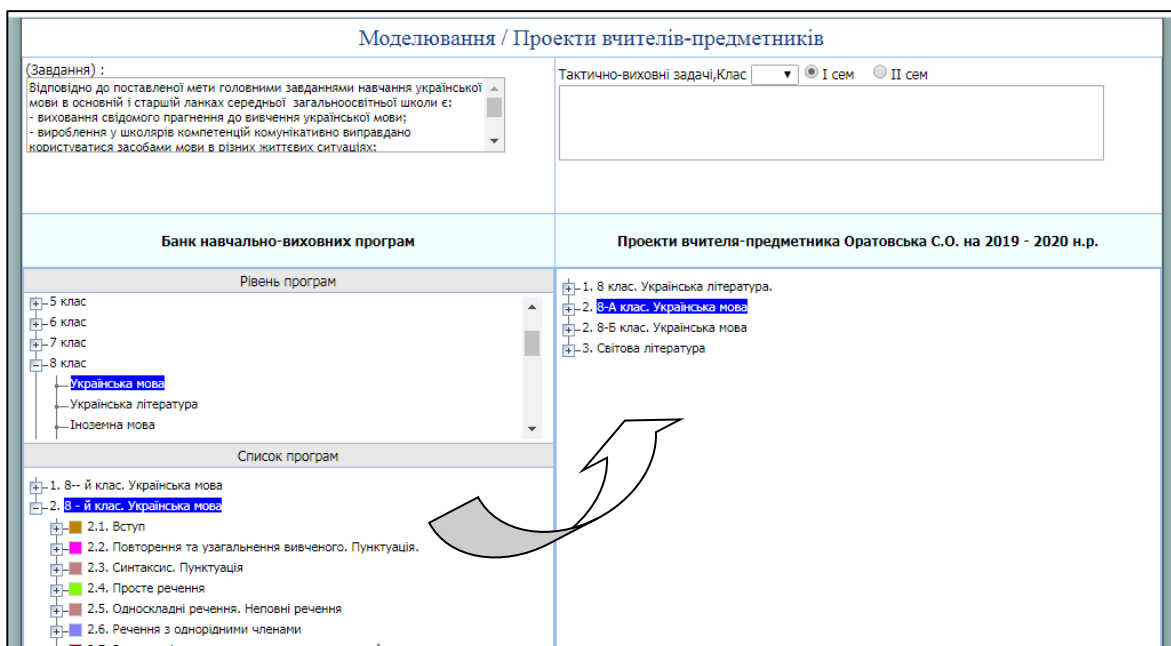 Моделювання / Проекти вчителів-предметників
(Завдання) :
Відповідно до поставленої мети головними завданнями навчання української
мови в основній і старшій ланках середньої загальноосвітньої школи є:
- виховання свідомого прагнення до вивчення української мови;
- вироблення у школярів компетенцій комунікативно виправдано
користуватися засобами мови в різних життєвих ситуаціях;
Тактично-виховні задачі,Клас I сем II сем
Банк навчально-виховних програм
Проекти вчителя-предметника Оратовська С.О. на 2019 - 2020 н.р.
Рівень програм
5 клас
6 клас
7 клас
8 клас
Українська мова
Українська література
Іноземна мова
Список програм
1. 8-- й клас. Українська мова
2. 8 - й клас. Українська мова
2.1. Вступ
2.2. Повторення та узагальнення вивченого. Пунктуація.
2.3. Синтаксис. Пунктуація
2.4. Просте речення
2.5. Односкладні речення. Неповні речення
2.6. Речення з однорідними членами
1. 8 клас. Українська література.
2. 8-А клас. Українська мова
2. 8-Б клас. Українська мова
3. Світова література